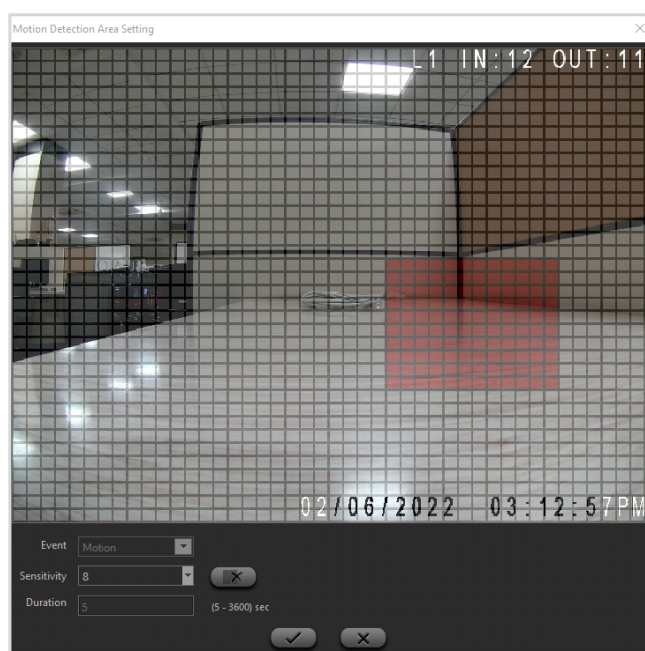 Motion Detection Area Setting
L1 IN:12 OUT:11
02/06/2022 03:12:57PM
Event Motion
Sensitivity 8
Duration 5 (5 - 3600) sec